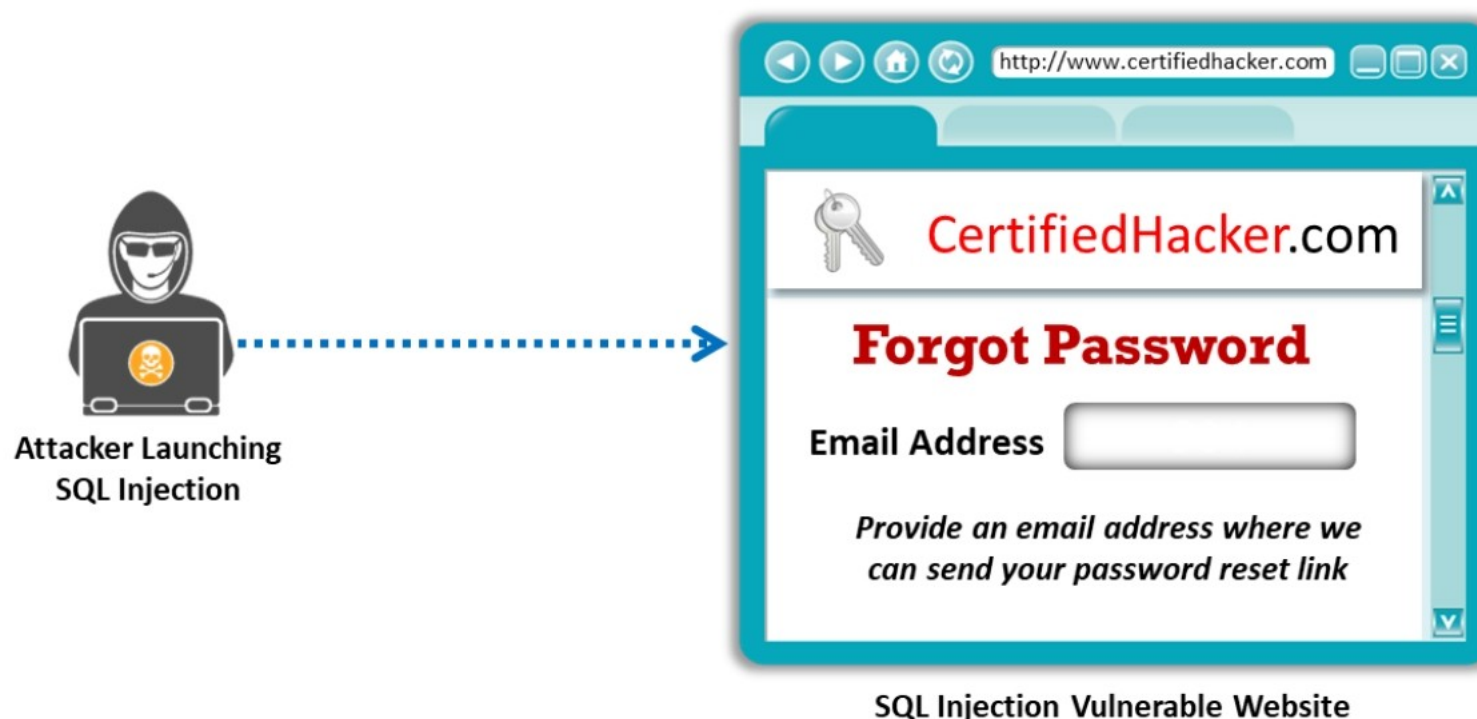 http://www.certifiedhacker.com
CertifiedHacker.com
Forgot Password
Email Address
Provide an email address where we
can send your password reset link
Attacker Launching
SQL Injection
SQL Injection Vulnerable Website